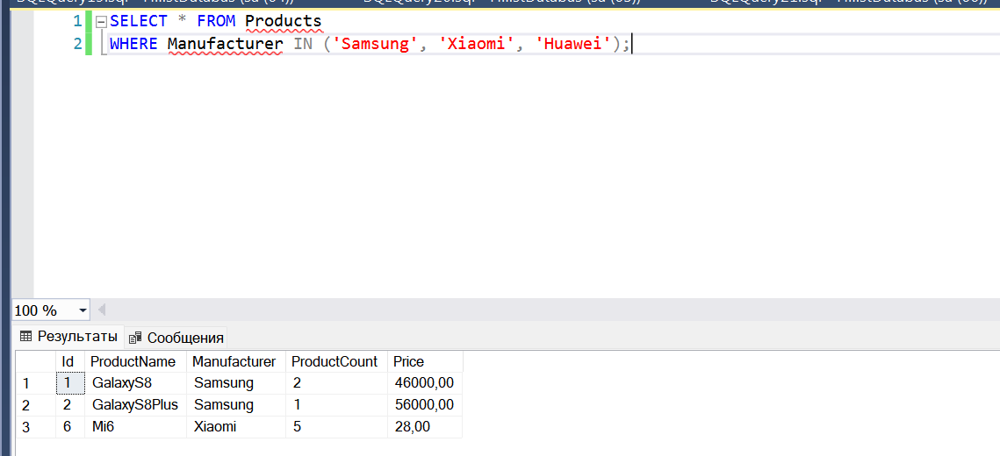 1 SELECT * FROM Products
2 WHERE Manufacturer IN ('Samsung', 'Xiaomi', 'Huawei');
100 %
Результаты Сообщения
Id ProductName Manufacturer ProductCount Price
1 1 GalaxyS8 Samsung 2 46000,00
2 2 GalaxyS8Plus Samsung 1 56000,00
3 6 Mi6 Xiaomi 5 28,00